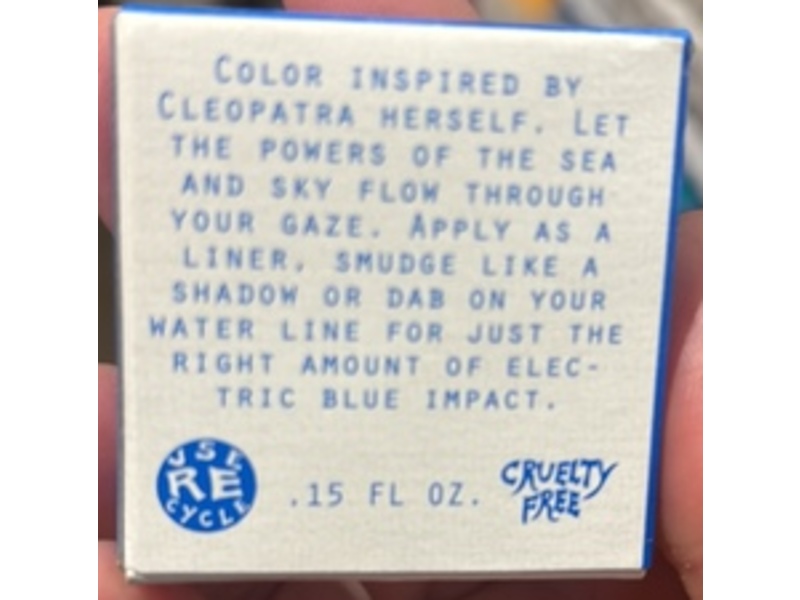 COLOR INSPIRED BY
CLEOPATRA HERSELF. LET
THE POWERS OF THE SEA
AND SKY FLOW THROUGH
YOUR GAZE. APPLY AS A
LINER, SMUDGE LIKE A
SHADOW OR DAB ON YOUR
WATER LINE FOR JUST THE
RIGHT AMOUNT OF ELEC-
TRIC BLUE IMPACT.
USE
RE
CYCLE
.15 FL OZ.
CRUELTY
FREE